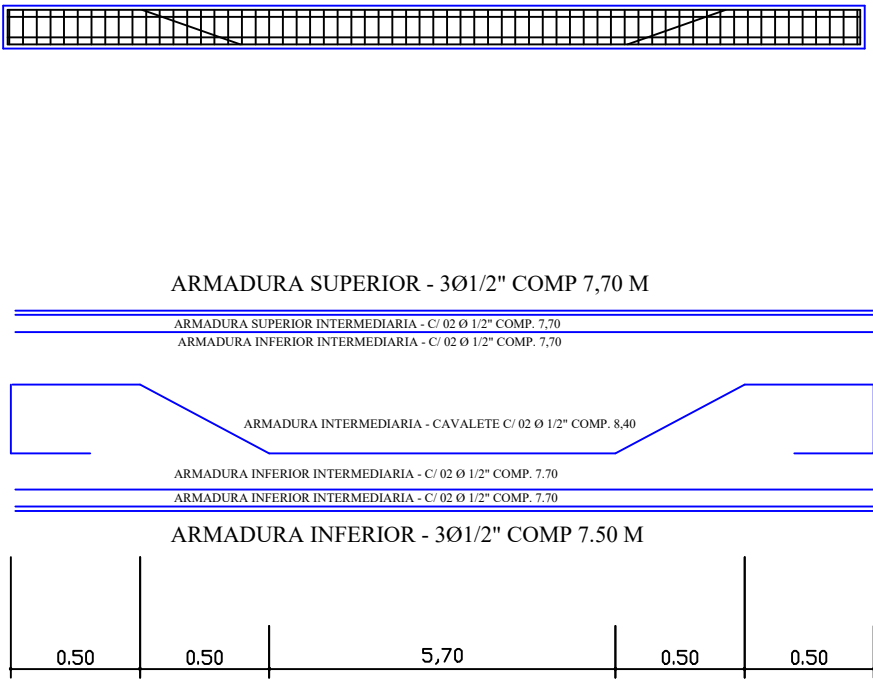 ARMADURA SUPERIOR - 3Ø1/2" COMP 7,70 M
ARMADURA SUPERIOR INTERMEDIARIA - C/ 02 Ø 1/2" COMP. 7,70
ARMADURA INFERIOR INTERMEDIARIA - C/ 02 Ø 1/2" COMP. 7,70
ARMADURA INTERMEDIARIA - CAVALETE C/ 02 Ø 1/2" COMP. 8,40
ARMADURA INFERIOR INTERMEDIARIA - C/ 02 Ø 1/2" COMP. 7.70
ARMADURA INFERIOR INTERMEDIARIA - C/ 02 Ø 1/2" COMP. 7.70
ARMADURA INFERIOR - 3Ø1/2" COMP 7.50 M
0.50 0.50 5,70 0.50 0.50